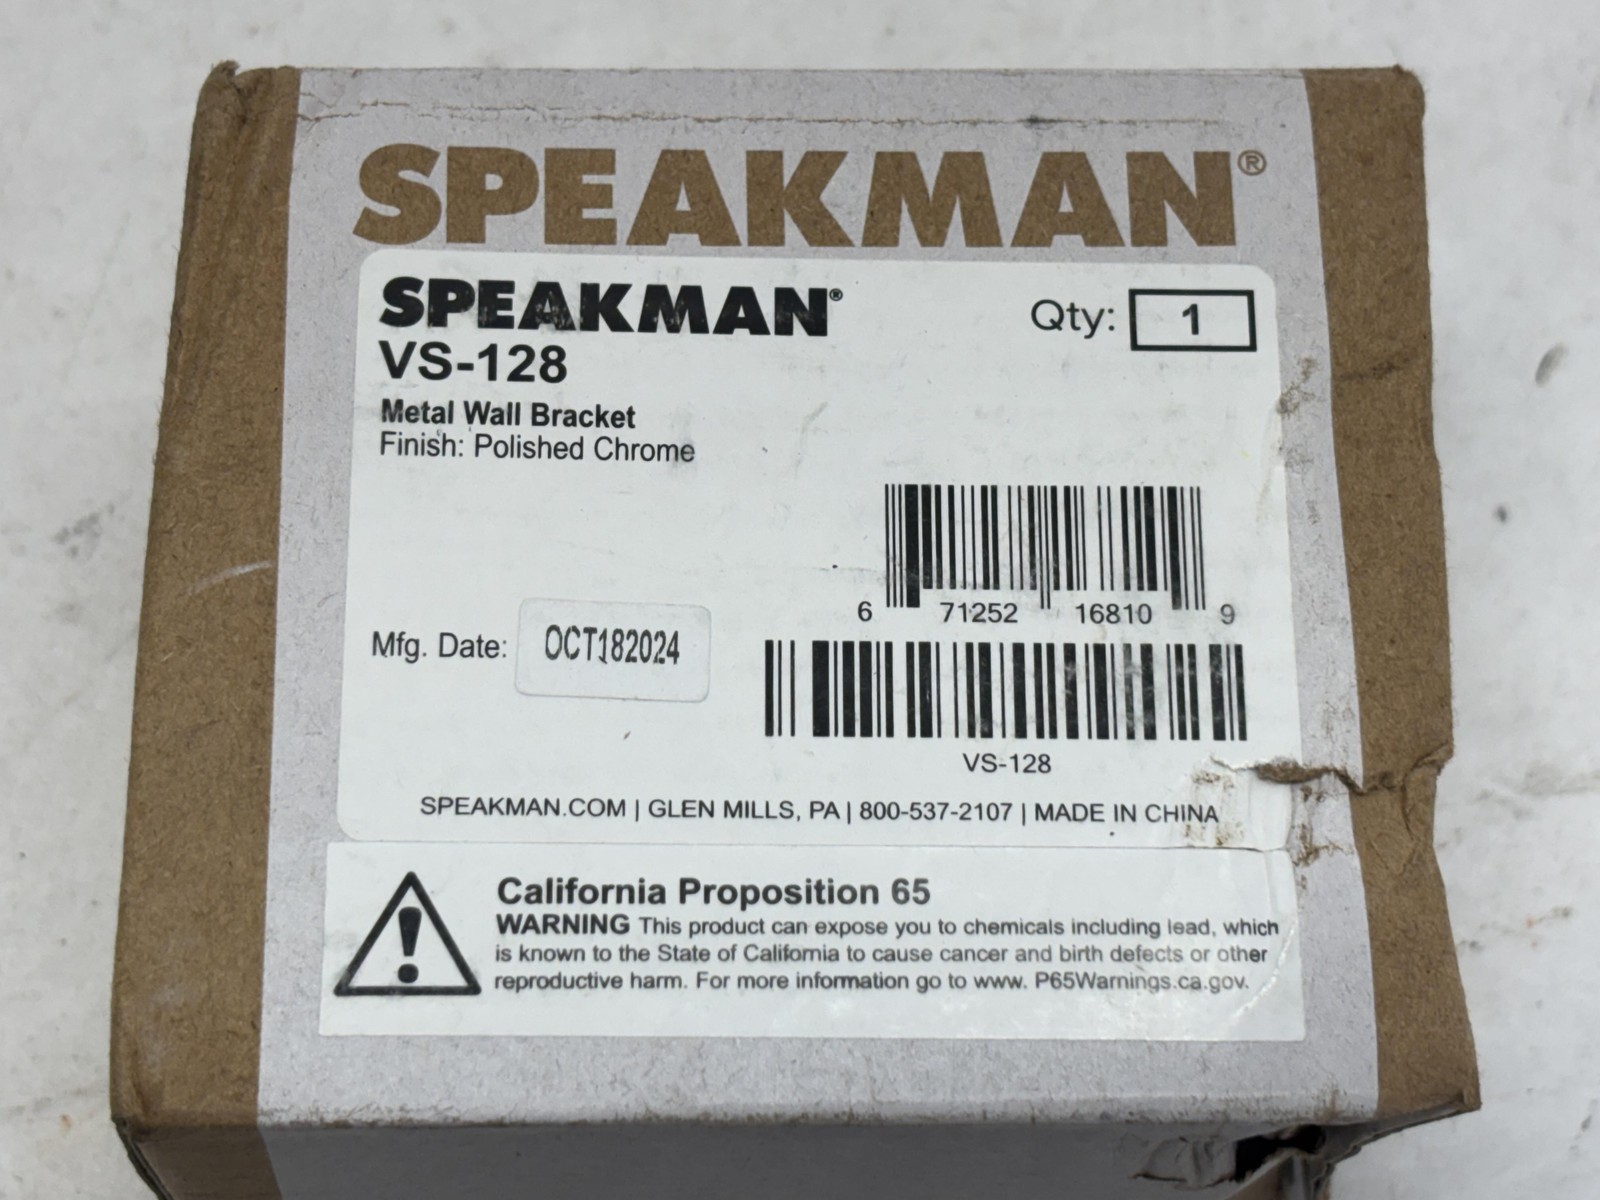 SPEAKMAN®
SPEAKMAN®
Qty: 1
VS-128
Metal Wall Bracket
Finish: Polished Chrome
6 71252 16810 9
Mfg. Date: OCT182024
VS-128
SPEAKMAN.COM | GLEN MILLS, PA | 800-537-2107 | MADE IN CHINA
California Proposition 65
WARNING This product can expose you to chemicals including lead, which
is known to the State of California to cause cancer and birth defects or other
reproductive harm. For more information go to www. P65Warnings.ca.gov.